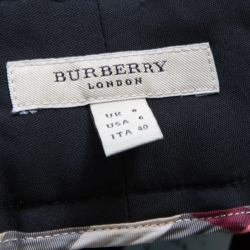 BURBERRY
LONDON
UK 8
USA 6
ITA 40